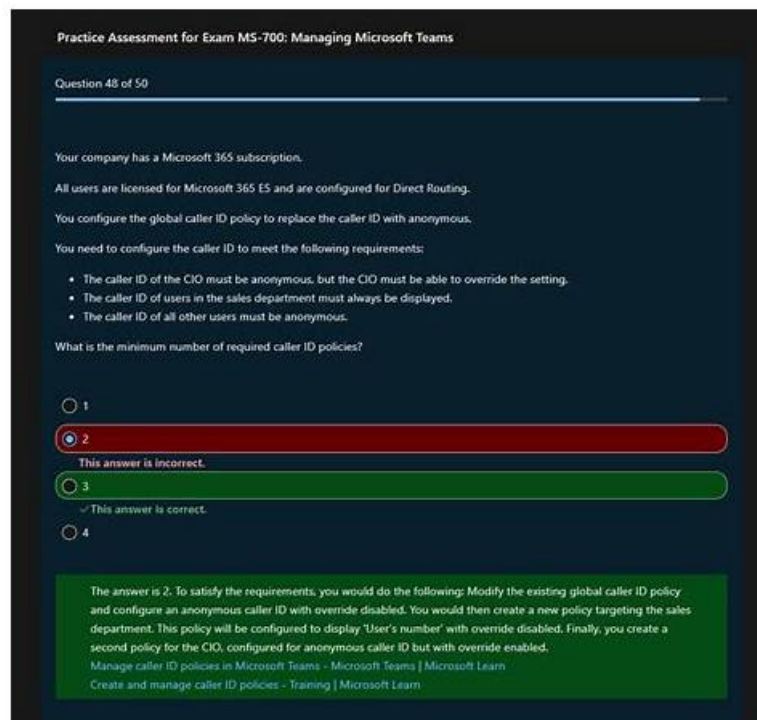 Practice Assessment for Exam MS-700: Managing Microsoft Teams
Question 48 of 50
Your company has a Microsoft 365 subscription.
All users are licensed for Microsoft 365 E5 and are configured for Direct Routing.
You configure the global caller ID policy to replace the caller ID with anonymous.
You need to configure the caller ID to meet the following requirements:
• The caller ID of the CIO must be anonymous, but the CIO must be able to override the setting.
• The caller ID of users in the sales department must always be displayed.
• The caller ID of all other users must be anonymous.
What is the minimum number of required caller ID policies?
1
2
This answer is incorrect.
3
✓This answer is correct.
4
The answer is 2. To satisfy the requirements, you would do the following: Modify the existing global caller ID policy
and configure an anonymous caller ID with override disabled. You would then create a new policy targeting the sales
department. This policy will be configured to display 'User's number' with override disabled. Finally, you create a
second policy for the CIO, configured for anonymous caller ID but with override enabled.
Manage caller ID policies in Microsoft Teams - Microsoft Teams | Microsoft Learn
Create and manage caller ID policies - Training | Microsoft Learn